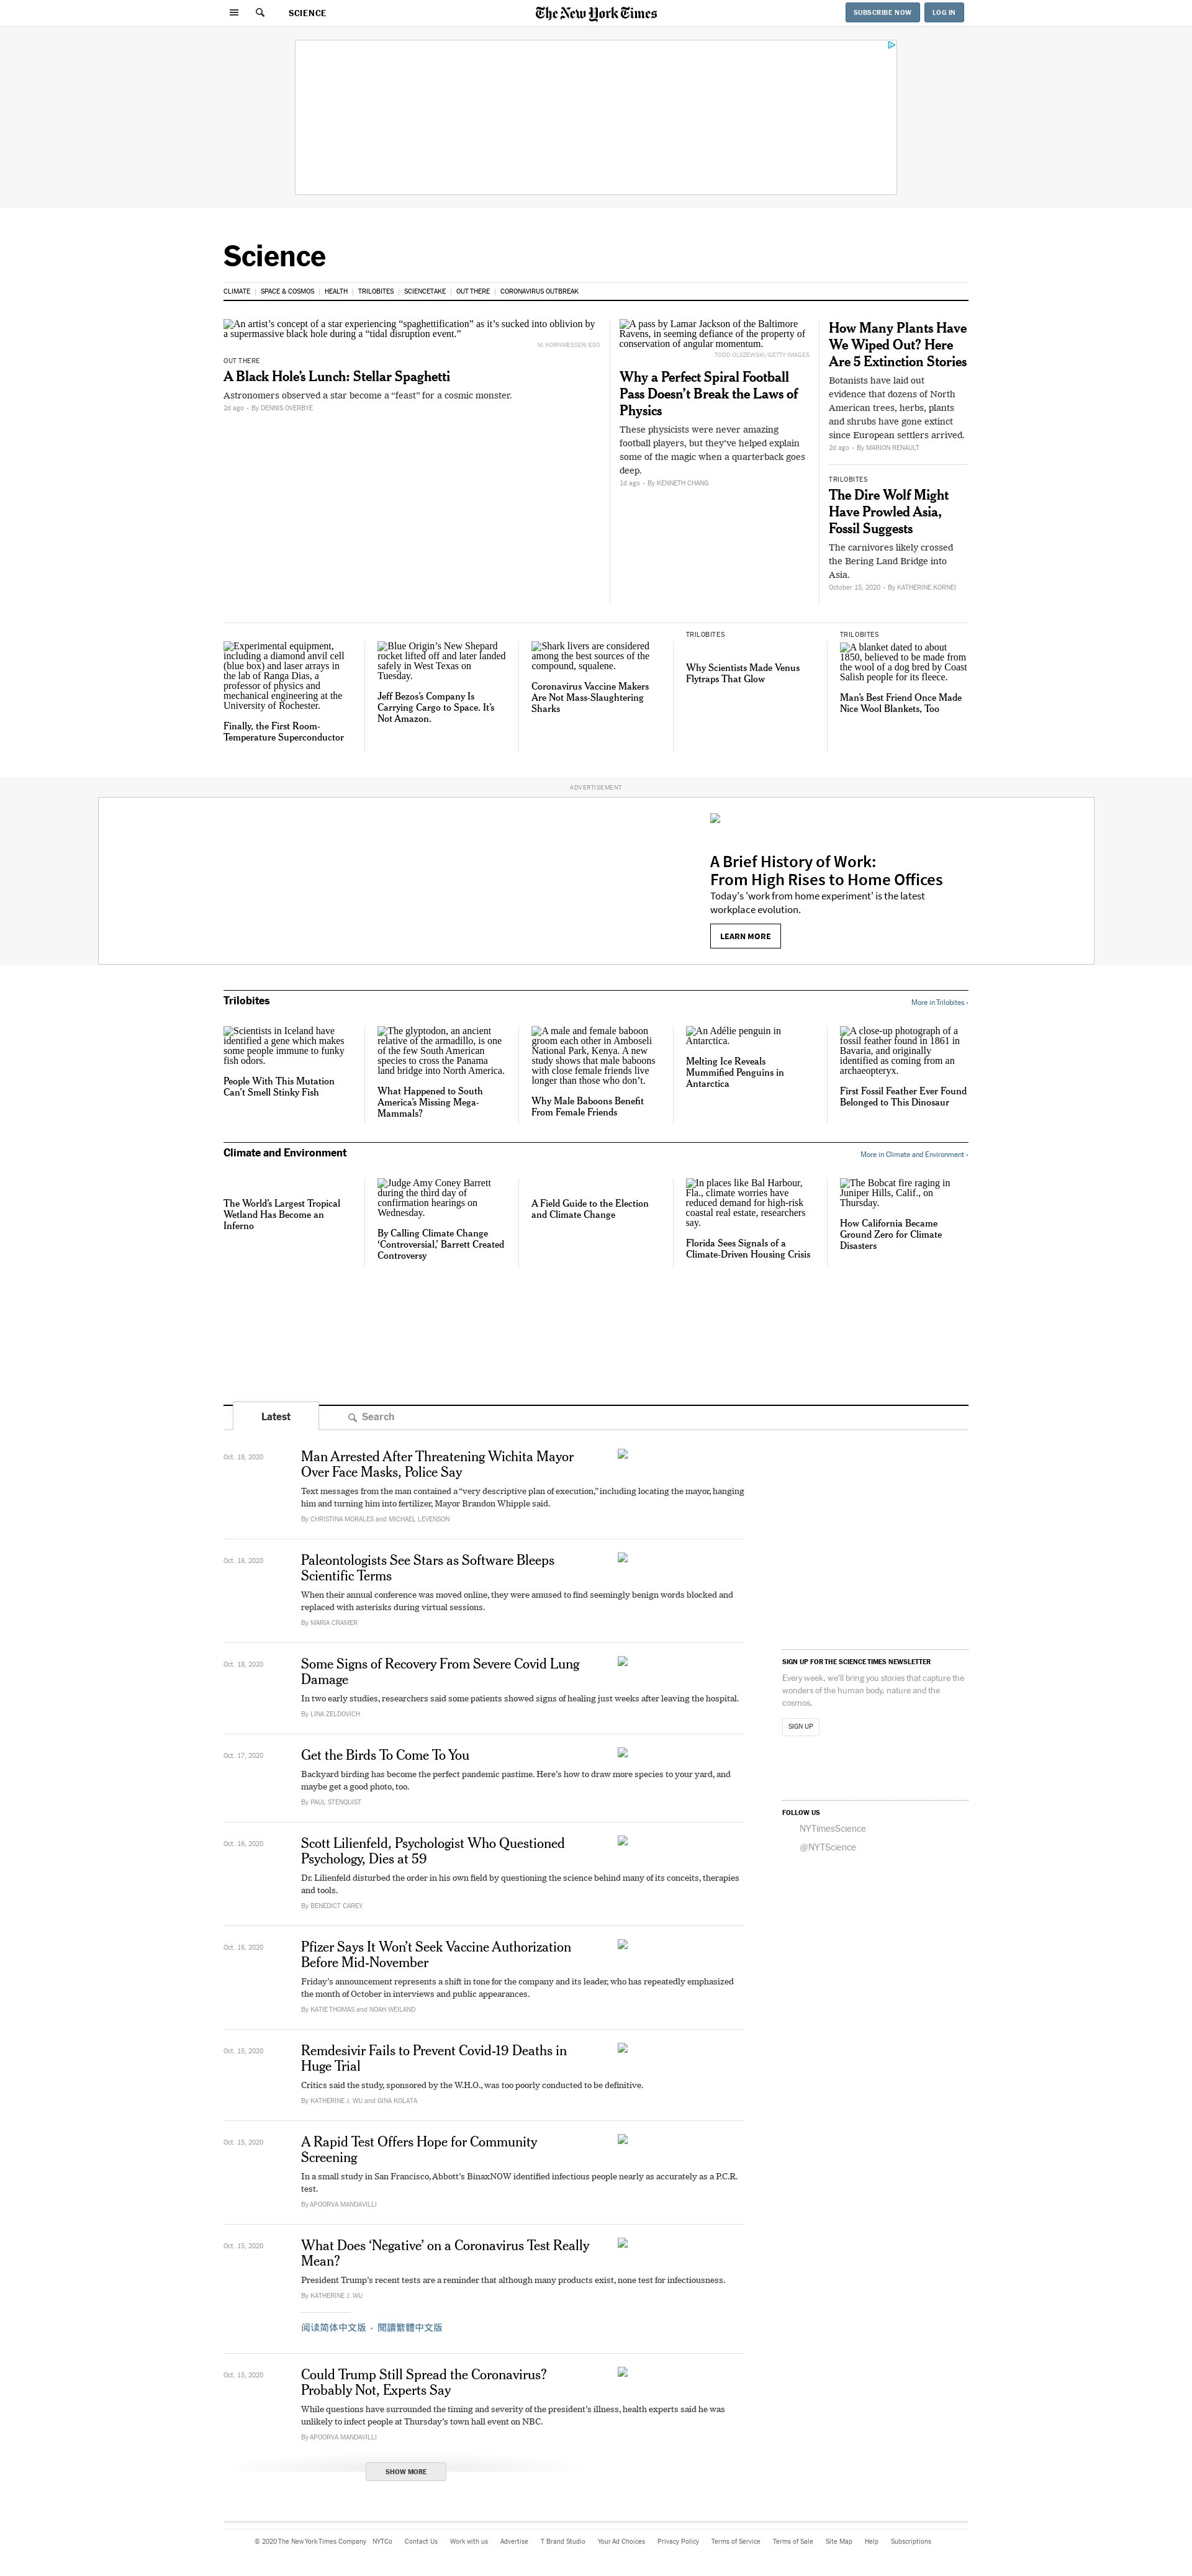 SCIENCE
The New York Times
SUBSCRIBE NOW
LOG IN
Science
CLIMATE
SPACE & COSMOS
HEALTH
TRILOBITES
SCIENCETAKE
OUT THERE
CORONAVIRUS OUTBREAK
An artist’s concept of a star experiencing “spaghettification” as it’s sucked into oblivion by
a supermassive black hole during a “tidal disruption event.”
M. KORNMESSER/ESO
OUT THERE
A Black Hole’s Lunch: Stellar Spaghetti
Astronomers observed a star become a “feast” for a cosmic monster.
2d ago - By DENNIS OVERBYE
A pass by Lamar Jackson of the Baltimore
Ravens, in seeming defiance of the property of
conservation of angular momentum.
TODD OLSZEWSKI/GETTY IMAGES
Why a Perfect Spiral Football
Pass Doesn’t Break the Laws of
Physics
These physicists were never amazing
football players, but they’ve helped explain
some of the magic when a quarterback goes
deep.
1d ago - By KENNETH CHANG
How Many Plants Have
We Wiped Out? Here
Are 5 Extinction Stories
Botanists have laid out
evidence that dozens of North
American trees, herbs, plants
and shrubs have gone extinct
since European settlers arrived.
2d ago - By MARION RENAULT
TRILOBITES
The Dire Wolf Might
Have Prowled Asia,
Fossil Suggests
The carnivores likely crossed
the Bering Land Bridge into
Asia.
October 15, 2020 - By KATHERINE KORNEI
Experimental equipment,
including a diamond anvil cell
(blue box) and laser arrays in
the lab of Ranga Dias, a
professor of physics and
mechanical engineering at the
University of Rochester.
Finally, the First Room-
Temperature Superconductor
Blue Origin’s New Shepard
rocket lifted off and later landed
safely in West Texas on
Tuesday.
Jeff Bezos’s Company Is
Carrying Cargo to Space. It’s
Not Amazon.
Shark livers are considered
among the best sources of the
compound, squalene.
Coronavirus Vaccine Makers
Are Not Mass-Slaughtering
Sharks
TRILOBITES
Why Scientists Made Venus
Flytraps That Glow
TRILOBITES
A blanket dated to about
1850, believed to be made from
the wool of a dog bred by Coast
Salish people for its fleece.
Man’s Best Friend Once Made
Nice Wool Blankets, Too
ADVERTISEMENT
A Brief History of Work:
From High Rises to Home Offices
Today's 'work from home experiment' is the latest
workplace evolution.
LEARN MORE
Trilobites
More in Trilobites ›
Scientists in Iceland have
identified a gene which makes
some people immune to funky
fish odors.
People With This Mutation
Can’t Smell Stinky Fish
The glyptodon, an ancient
relative of the armadillo, is one
of the few South American
species to cross the Panama
land bridge into North America.
What Happened to South
America’s Missing Mega-
Mammals?
A male and female baboon
groom each other in Amboseli
National Park, Kenya. A new
study shows that male baboons
with close female friends live
longer than those who don’t.
Why Male Baboons Benefit
From Female Friends
An Adélie penguin in
Antarctica.
Melting Ice Reveals
Mummified Penguins in
Antarctica
A close-up photograph of a
fossil feather found in 1861 in
Bavaria, and originally
identified as coming from an
archaeopteryx.
First Fossil Feather Ever Found
Belonged to This Dinosaur
Climate and Environment
More in Climate and Environment ›
The World’s Largest Tropical
Wetland Has Become an
Inferno
Judge Amy Coney Barrett
during the third day of
confirmation hearings on
Wednesday.
By Calling Climate Change
‘Controversial,’ Barrett Created
Controversy
A Field Guide to the Election
and Climate Change
In places like Bal Harbour,
Fla., climate worries have
reduced demand for high-risk
coastal real estate, researchers
say.
Florida Sees Signals of a
Climate-Driven Housing Crisis
The Bobcat fire raging in
Juniper Hills, Calif., on
Thursday.
How California Became
Ground Zero for Climate
Disasters
Latest
Search
Oct. 18, 2020
Man Arrested After Threatening Wichita Mayor
Over Face Masks, Police Say
Text messages from the man contained a “very descriptive plan of execution,” including locating the mayor, hanging
him and turning him into fertilizer, Mayor Brandon Whipple said.
By CHRISTINA MORALES and MICHAEL LEVENSON
Oct. 18, 2020
Paleontologists See Stars as Software Bleeps
Scientific Terms
When their annual conference was moved online, they were amused to find seemingly benign words blocked and
replaced with asterisks during virtual sessions.
By MARIA CRAMER
Oct. 18, 2020
Some Signs of Recovery From Severe Covid Lung
Damage
In two early studies, researchers said some patients showed signs of healing just weeks after leaving the hospital.
By LINA ZELDOVICH
Oct. 17, 2020
Get the Birds To Come To You
Backyard birding has become the perfect pandemic pastime. Here’s how to draw more species to your yard, and
maybe get a good photo, too.
By PAUL STENQUIST
Oct. 16, 2020
Scott Lilienfeld, Psychologist Who Questioned
Psychology, Dies at 59
Dr. Lilienfeld disturbed the order in his own field by questioning the science behind many of its conceits, therapies
and tools.
By BENEDICT CAREY
Oct. 16, 2020
Pfizer Says It Won’t Seek Vaccine Authorization
Before Mid-November
Friday’s announcement represents a shift in tone for the company and its leader, who has repeatedly emphasized
the month of October in interviews and public appearances.
By KATIE THOMAS and NOAH WEILAND
Oct. 15, 2020
Remdesivir Fails to Prevent Covid-19 Deaths in
Huge Trial
Critics said the study, sponsored by the W.H.O., was too poorly conducted to be definitive.
By KATHERINE J. WU and GINA KOLATA
Oct. 15, 2020
A Rapid Test Offers Hope for Community
Screening
In a small study in San Francisco, Abbott’s BinaxNOW identified infectious people nearly as accurately as a P.C.R.
test.
By APOORVA MANDAVILLI
Oct. 15, 2020
What Does ‘Negative’ on a Coronavirus Test Really
Mean?
President Trump’s recent tests are a reminder that although many products exist, none test for infectiousness.
By KATHERINE J. WU
阅读简体中文版 - 閱讀繁體中文版
Oct. 15, 2020
Could Trump Still Spread the Coronavirus?
Probably Not, Experts Say
While questions have surrounded the timing and severity of the president’s illness, health experts said he was
unlikely to infect people at Thursday’s town hall event on NBC.
By APOORVA MANDAVILLI
SHOW MORE
SIGN UP FOR THE SCIENCE TIMES NEWSLETTER
Every week, we’ll bring you stories that capture the
wonders of the human body, nature and the
cosmos.
SIGN UP
FOLLOW US
NYTimesScience
@NYTScience
© 2020 The New York Times Company
NYTCo
Contact Us
Work with us
Advertise
T Brand Studio
Your Ad Choices
Privacy Policy
Terms of Service
Terms of Sale
Site Map
Help
Subscriptions